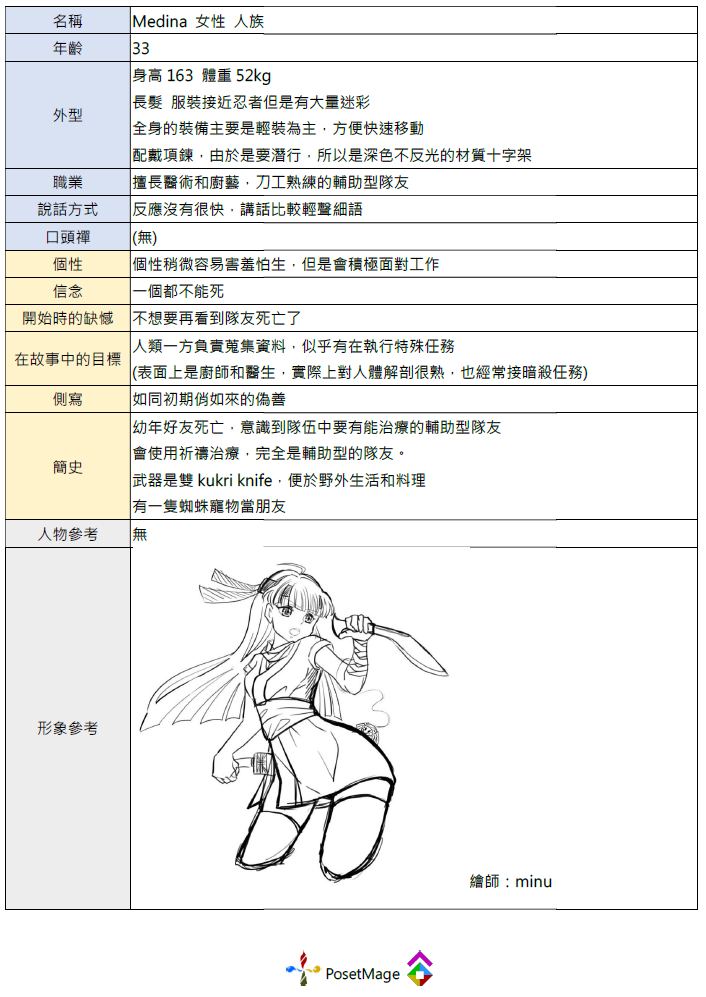 名稱
Medina 女性 人族
年齡
33
外型
身高 163 體重 52kg
長髮 服裝接近忍者但是有大量迷彩
全身的裝備主要是輕裝為主，方便快速移動
配戴項鍊，由於是要潛行，所以是深色不反光的材質十字架
職業
擅長醫術和廚藝，刀工熟練的輔助型隊友
說話方式
反應沒有很快，講話比較輕聲細語
口頭禪
(無)
個性
個性稍微容易害羞怕生，但是會積極面對工作
信念
一個都不能死
開始時的缺憾
不想要再看到隊友死亡了
在故事中的目標
人類一方負責蒐集資料，似乎有在執行特殊任務
(表面上是廚師和醫生，實際上對人體解剖很熟，也經常接暗殺任務)
側寫
如同初期俏如來的偽善
簡史
幼年好友死亡，意識到隊伍中要有能治療的輔助型隊友
會使用祈禱治療，完全是輔助型的隊友。
武器是雙 kukri knife，便於野外生活和料理
有一隻蜘蛛寵物當朋友
人物參考
無
形象參考
繪師：minu
PosetMage